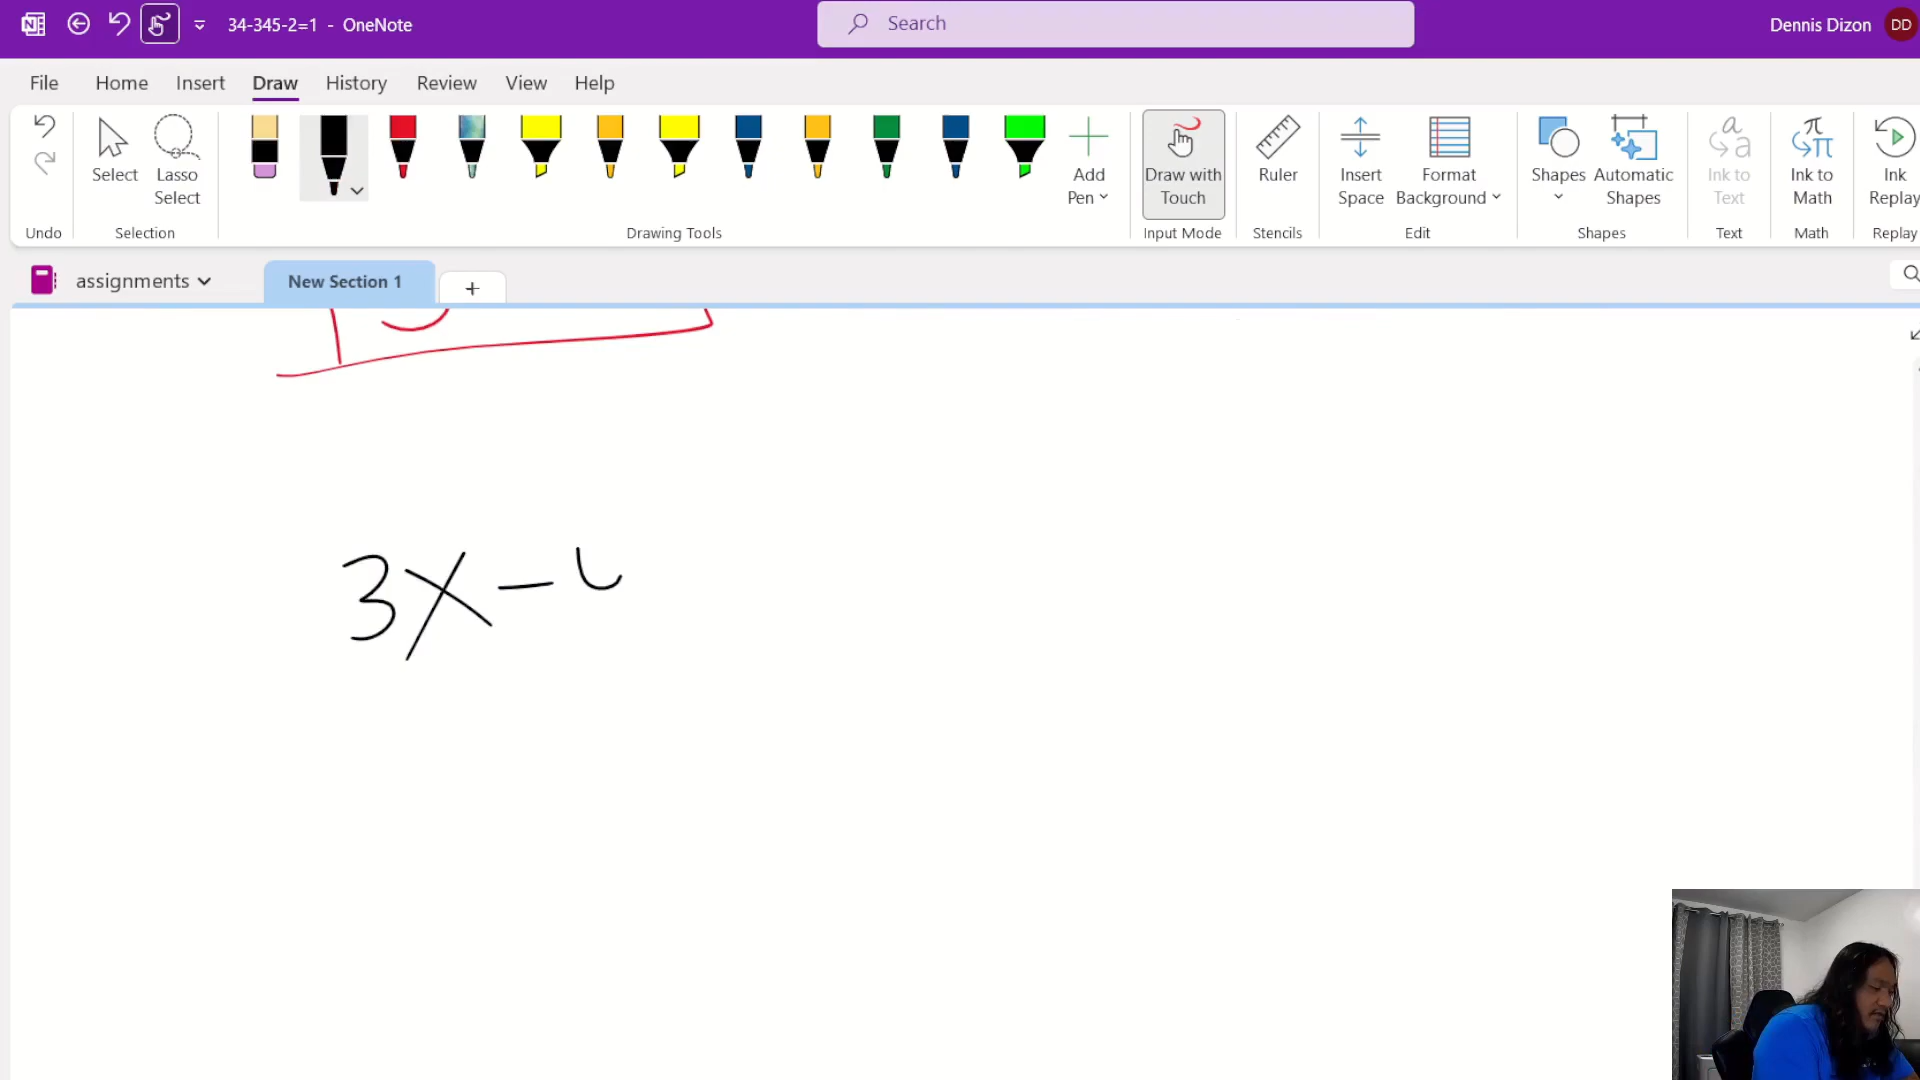 34-345-2=1 - OneNote
Search
Dennis Dizon DD
File Home Insert Draw History Review View Help
Select
Lasso Select
Add Pen
Draw with Touch
Ruler
Insert Space
Format Background
Shapes
Automatic Shapes
Ink to Text
Ink to Math
Ink Replay
Undo Selection Drawing Tools Input Mode Stencils Edit Shapes Text Math Replay
assignments New Section 1 +
3X-